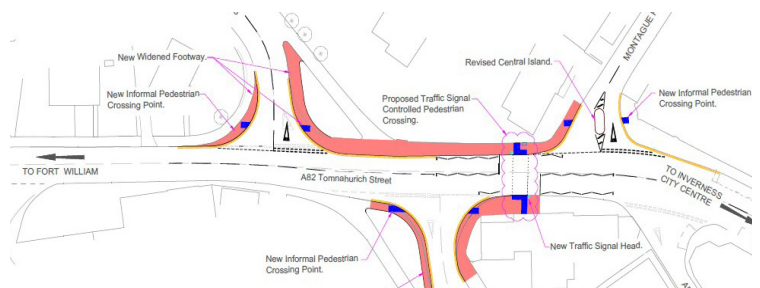 New Widened Footway.
New Informal Pedestrian
Crossing Point.
Proposed Traffic Signal
Controlled Pedestrian
Crossing.
Revised Central Island.
New Informal Pedestrian
Crossing Point.
MONTAGUE
TO FORT WILLIAM
A82 Tomnahurich Street
TO INVERNESS
CITY CENTRE
New Informal Pedestrian
Crossing Point.
New Traffic Signal Head.